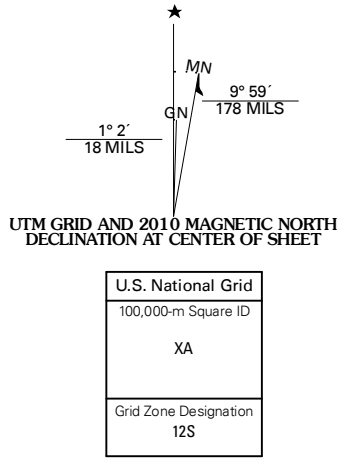 MN
9° 59´
178 MILS
GN
1° 2´
18 MILS
UTM GRID AND 2010 MAGNETIC NORTH
DECLINATION AT CENTER OF SHEET
U.S. National Grid
100,000-m Square ID
XA
Grid Zone Designation
12S